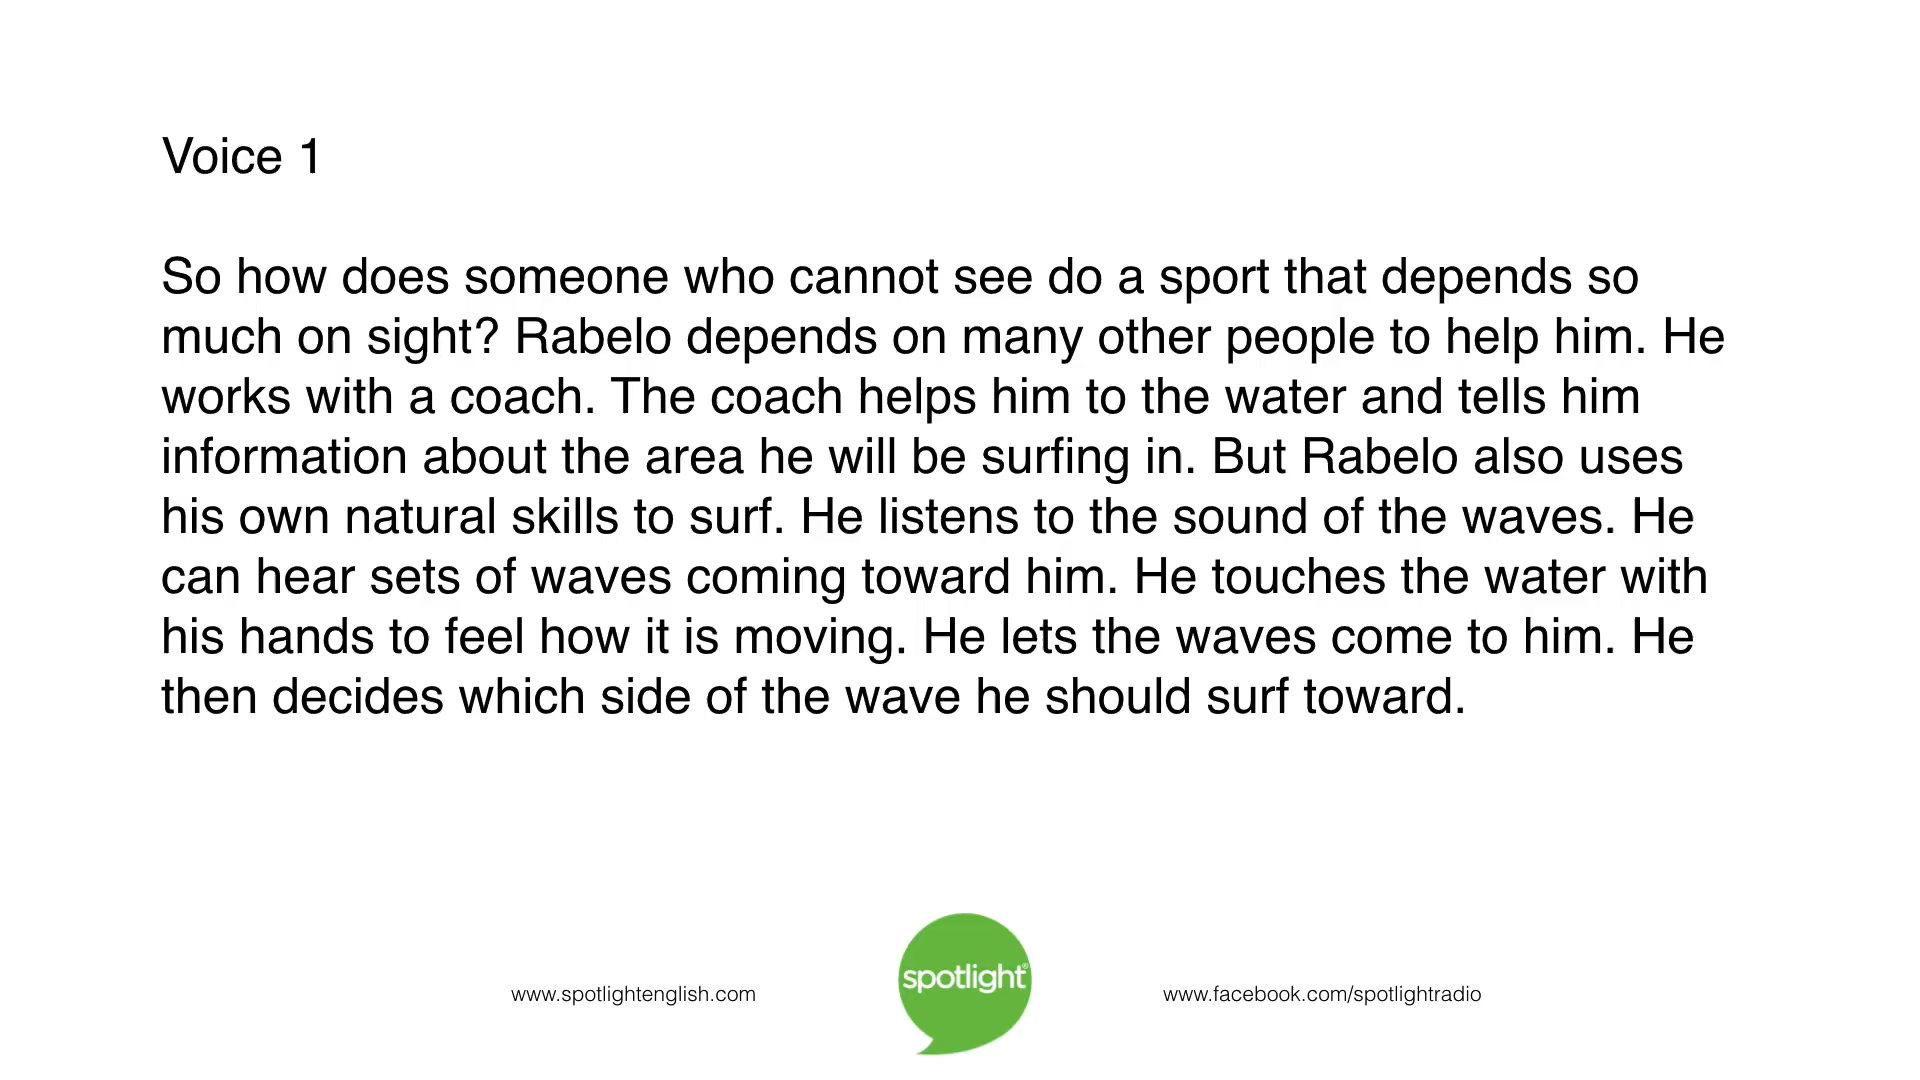 Voice 1
So how does someone who cannot see do a sport that depends so
much on sight? Rabelo depends on many other people to help him. He
works with a coach. The coach helps him to the water and tells him
information about the area he will be surfing in. But Rabelo also uses
his own natural skills to surf. He listens to the sound of the waves. He
can hear sets of waves coming toward him. He touches the water with
his hands to feel how it is moving. He lets the waves come to him. He
then decides which side of the wave he should surf toward.
www.spotlightenglish.com
spotlight®
www.facebook.com/spotlightradio